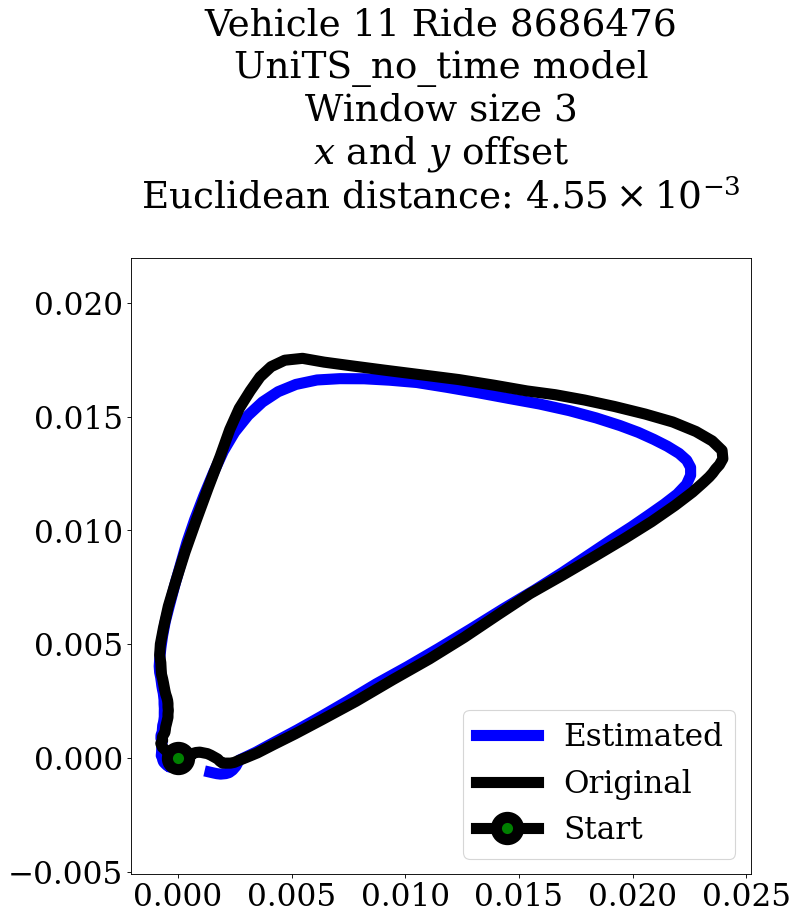 Vehicle 11 Ride 8686476
UniTS_no_time model
Window size 3
x and y offset
Euclidean distance: 4.55 × 10⁻³
0.020
0.015
0.010
0.005
0.000
−0.005
Estimated
Original
Start
0.000 0.005 0.010 0.015 0.020 0.025